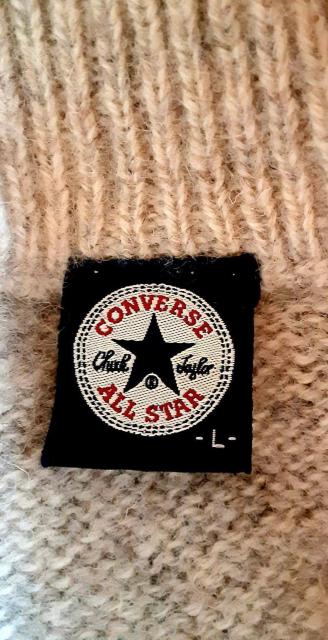 CONVERSE
Chuck Taylor
®
ALL STAR
-L-